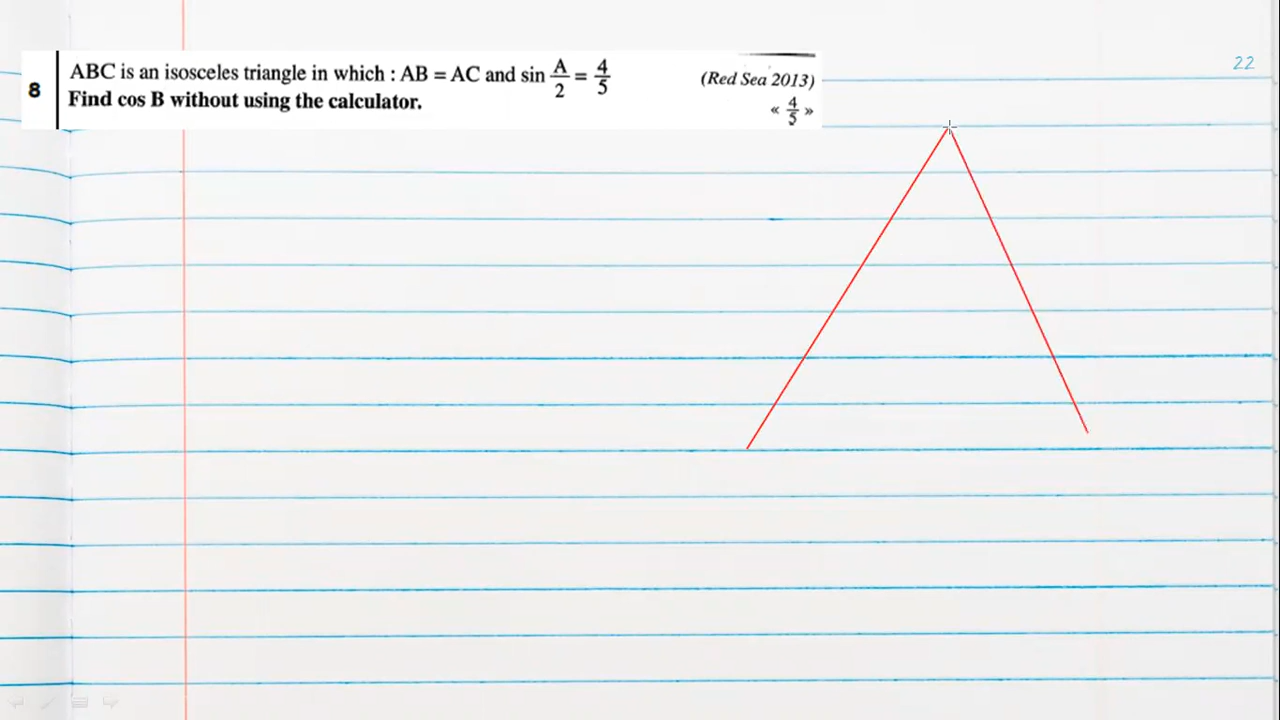 8
ABC is an isosceles triangle in which : AB = AC and sin A/2 = 4/5
(Red Sea 2013)
Find cos B without using the calculator.
« 4/5 »
22